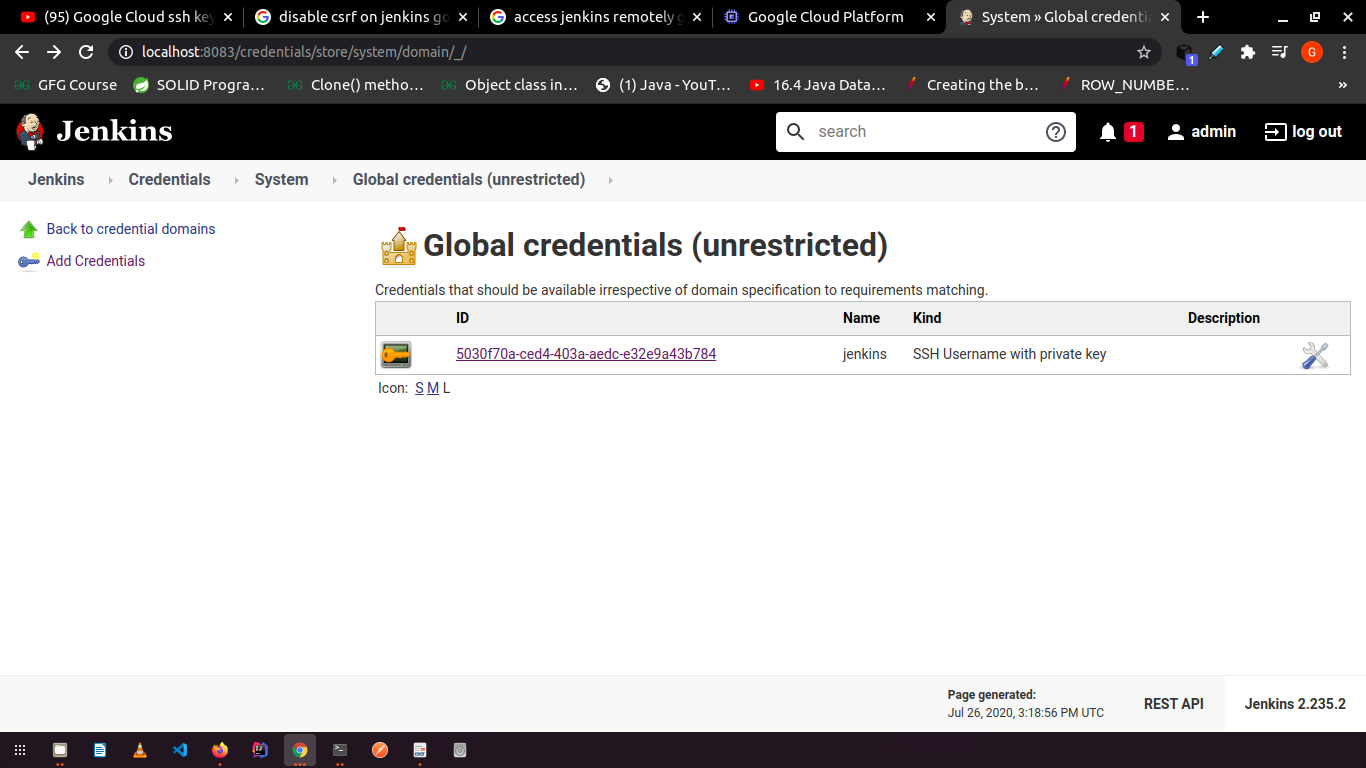 (95) Google Cloud ssh key
disable csrf on jenkins go
access jenkins remotely g
Google Cloud Platform
System » Global credentia
localhost:8083/credentials/store/system/domain/_/
1
G
GFG Course
SOLID Progra…
Clone() metho…
Object class in…
(1) Java - YouT…
16.4 Java Data…
Creating the b…
ROW_NUMBE…
»
Jenkins
search
1
admin
log out
Jenkins
Credentials
System
Global credentials (unrestricted)
Back to credential domains
Add Credentials
Global credentials (unrestricted)
Credentials that should be available irrespective of domain specification to requirements matching.
ID Name Kind Description
5030f70a-ced4-403a-aedc-e32e9a43b784 jenkins SSH Username with private key
Icon: S M L
Page generated:
Jul 26, 2020, 3:18:56 PM UTC
REST API
Jenkins 2.235.2